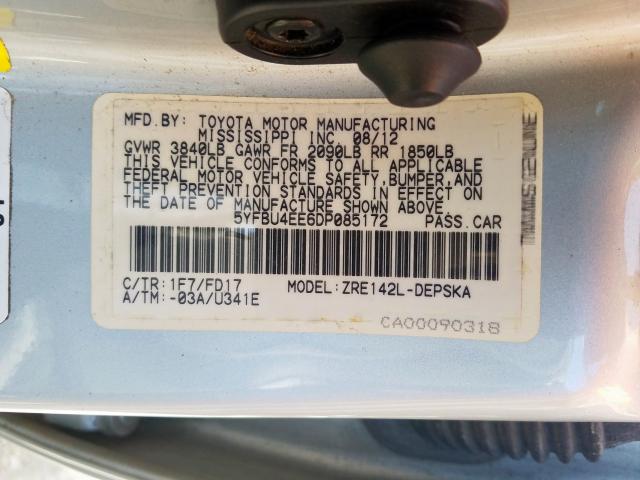 MFD.BY: TOYOTA MOTOR MANUFACTURING
MISSISSIPPI INC. 08/12
GVWR 3840LB GAWR FR 2090LB RR 1850LB
THIS VEHICLE CONFORMS TO ALL APPLICABLE
FEDERAL MOTOR VEHICLE SAFETY, BUMPER, AND
THEFT PREVENTION STANDARDS IN EFFECT ON
THE DATE OF MANUFACTURE SHOWN ABOVE.
5YFBU4EE6DP085172 PASS.CAR
C/TR:1F7/FD17 MODEL:ZRE142L-DEPSKA
A/TM:-03A/U341E
CA00090318